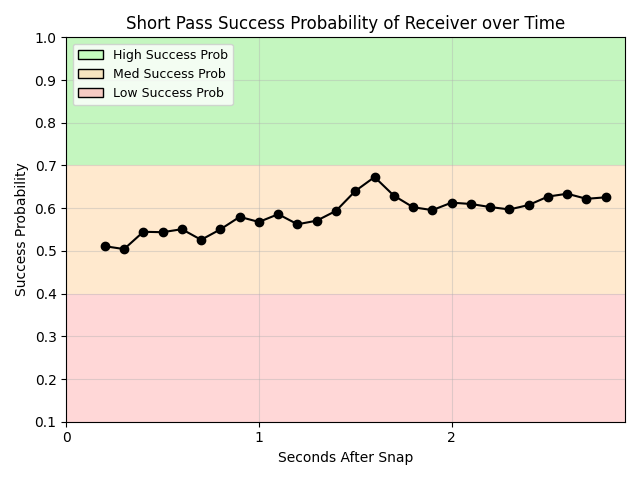 Short Pass Success Probability of Receiver over Time
1.0
0.9
0.8
0.7
0.6
0.5
0.4
0.3
0.2
0.1
Success Probability
High Success Prob
Med Success Prob
Low Success Prob
0 1 2
Seconds After Snap